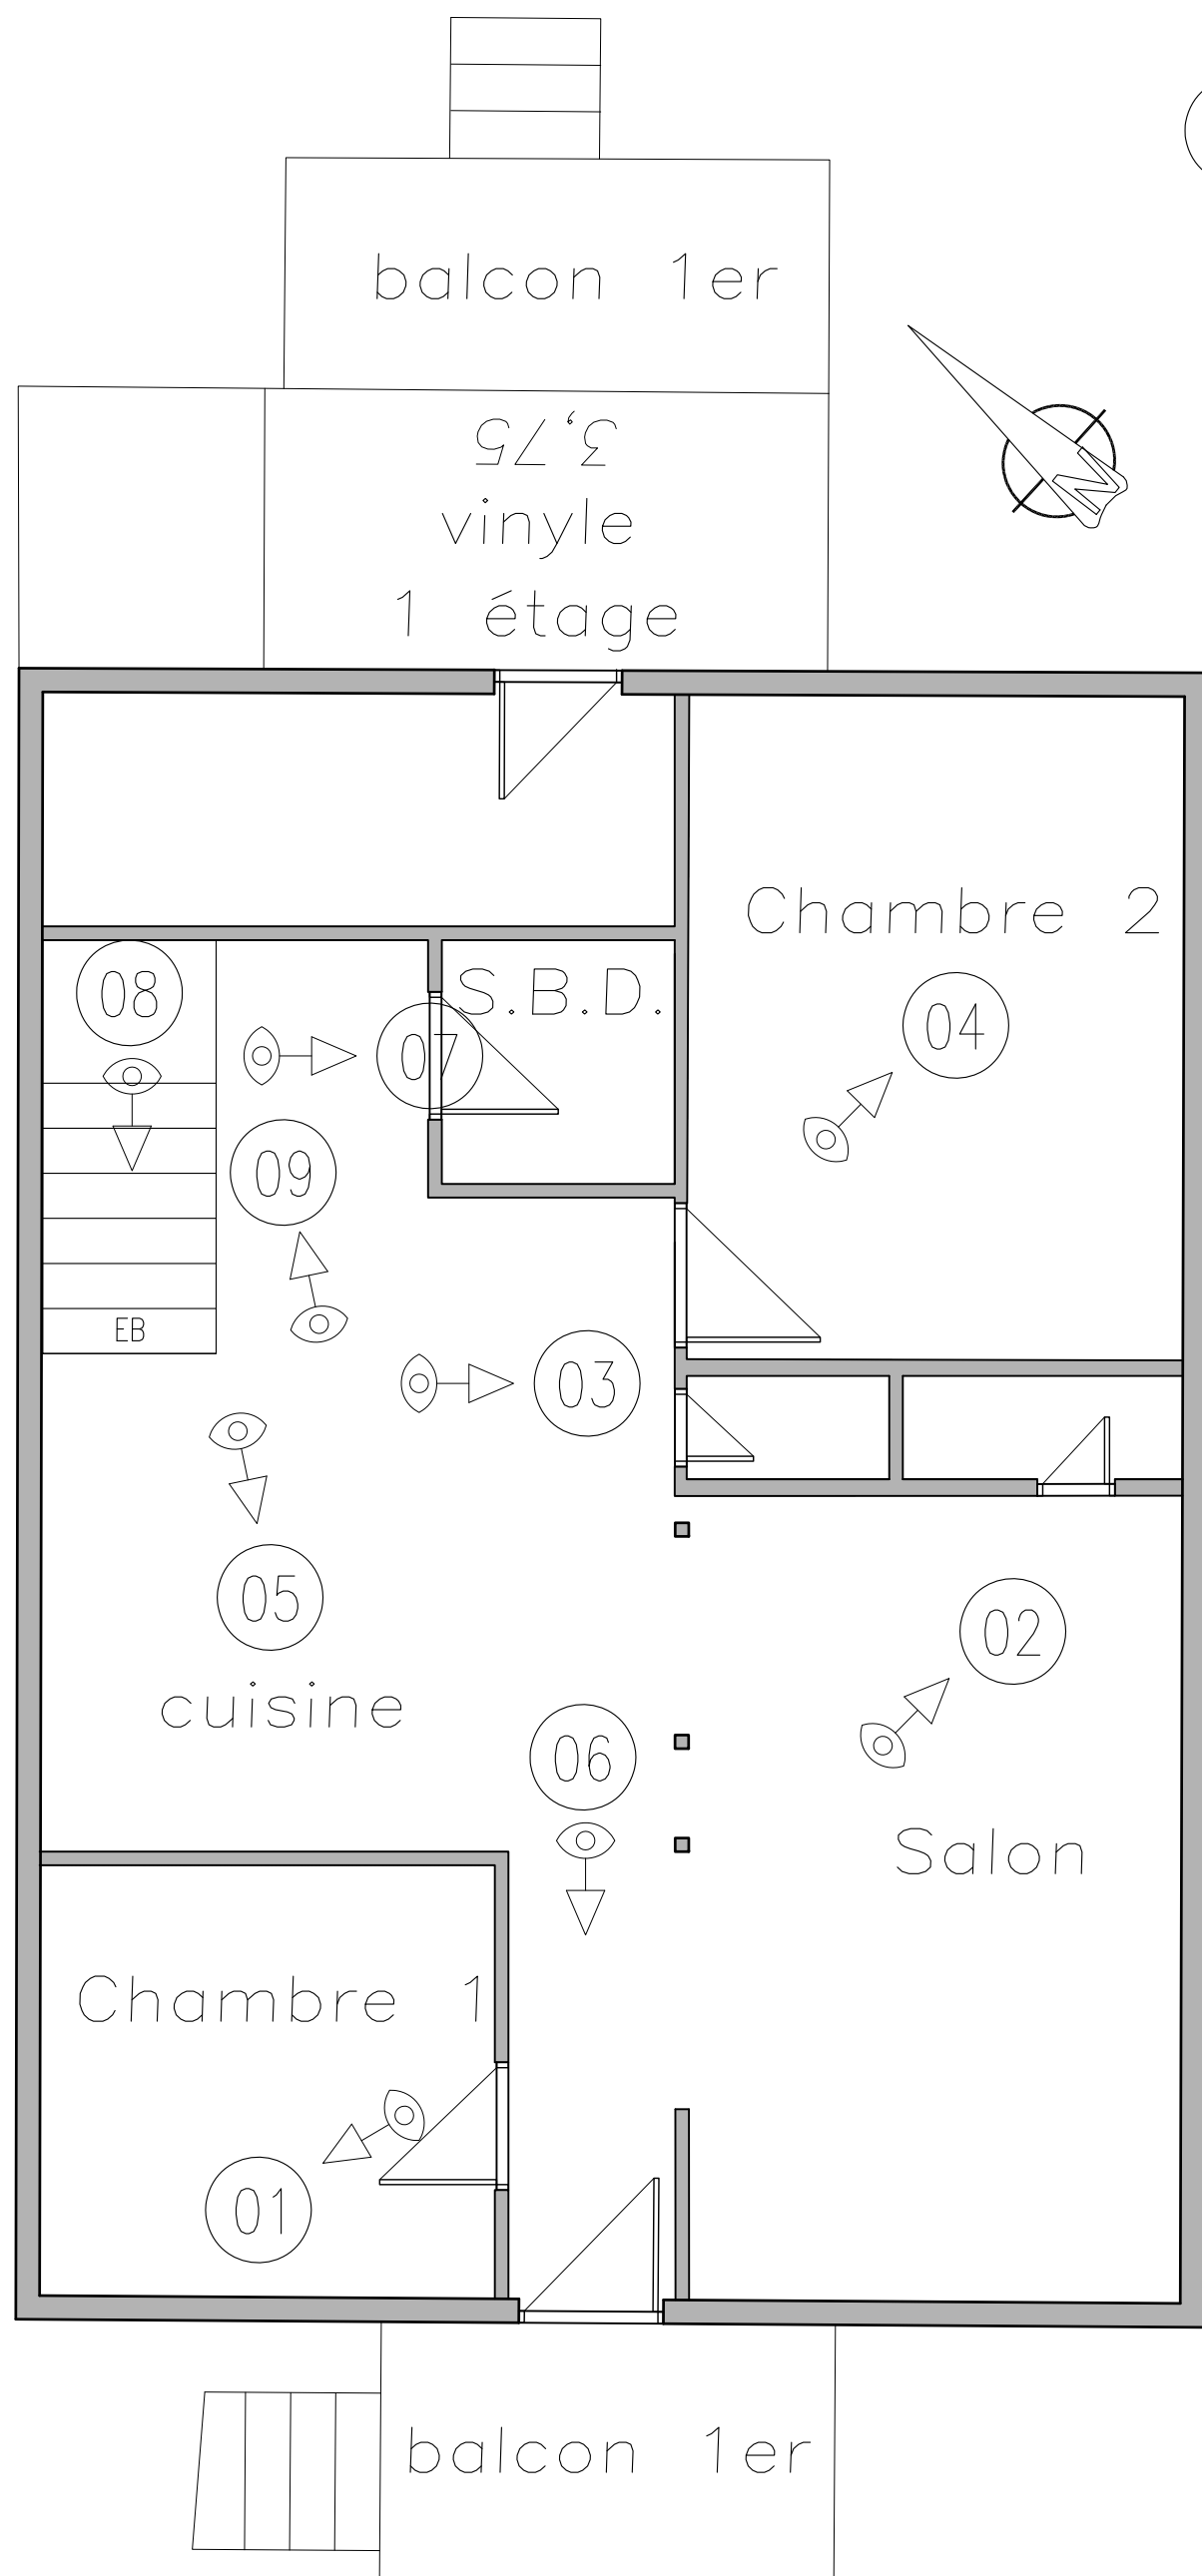 balcon 1er
3,75
vinyle
1 étage
N
Chambre 2
S.B.D.
08
04
07
09
EB
03
05
02
cuisine
06
Salon
Chambre 1
01
balcon 1er